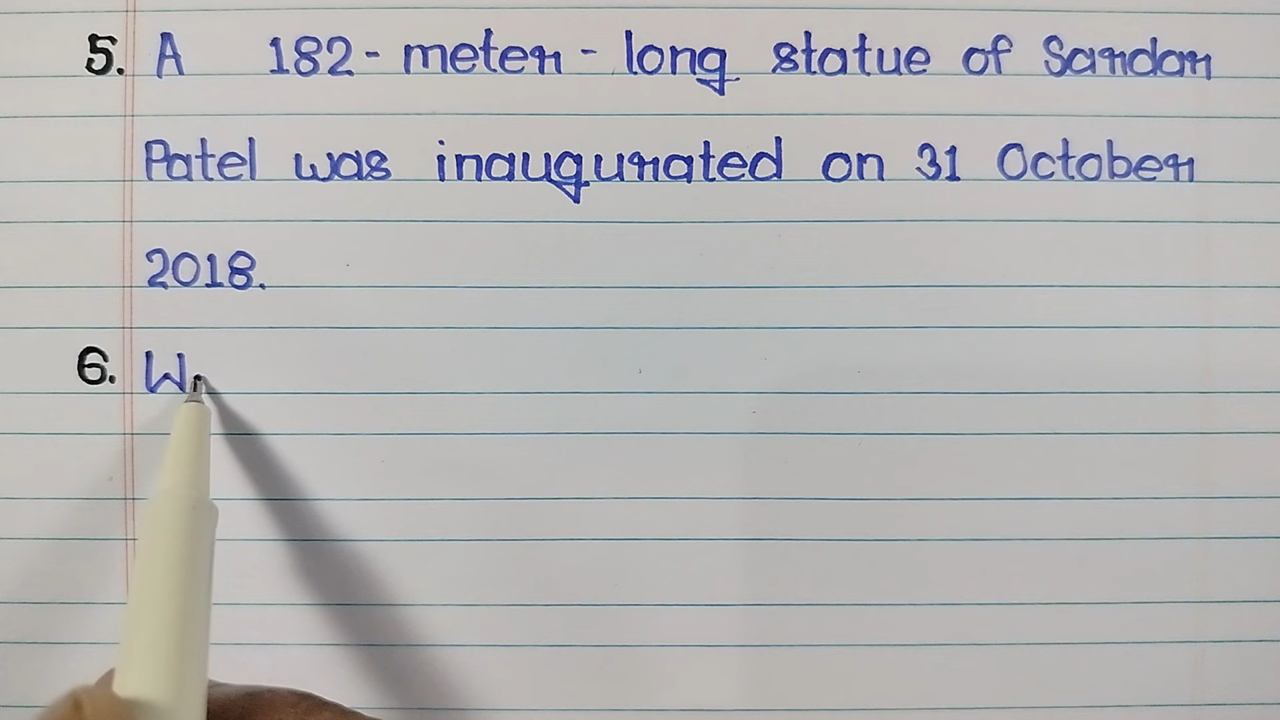 5. A 182-meter-long statue of Sardar
Patel was inaugurated on 31 October
2018.
6. W